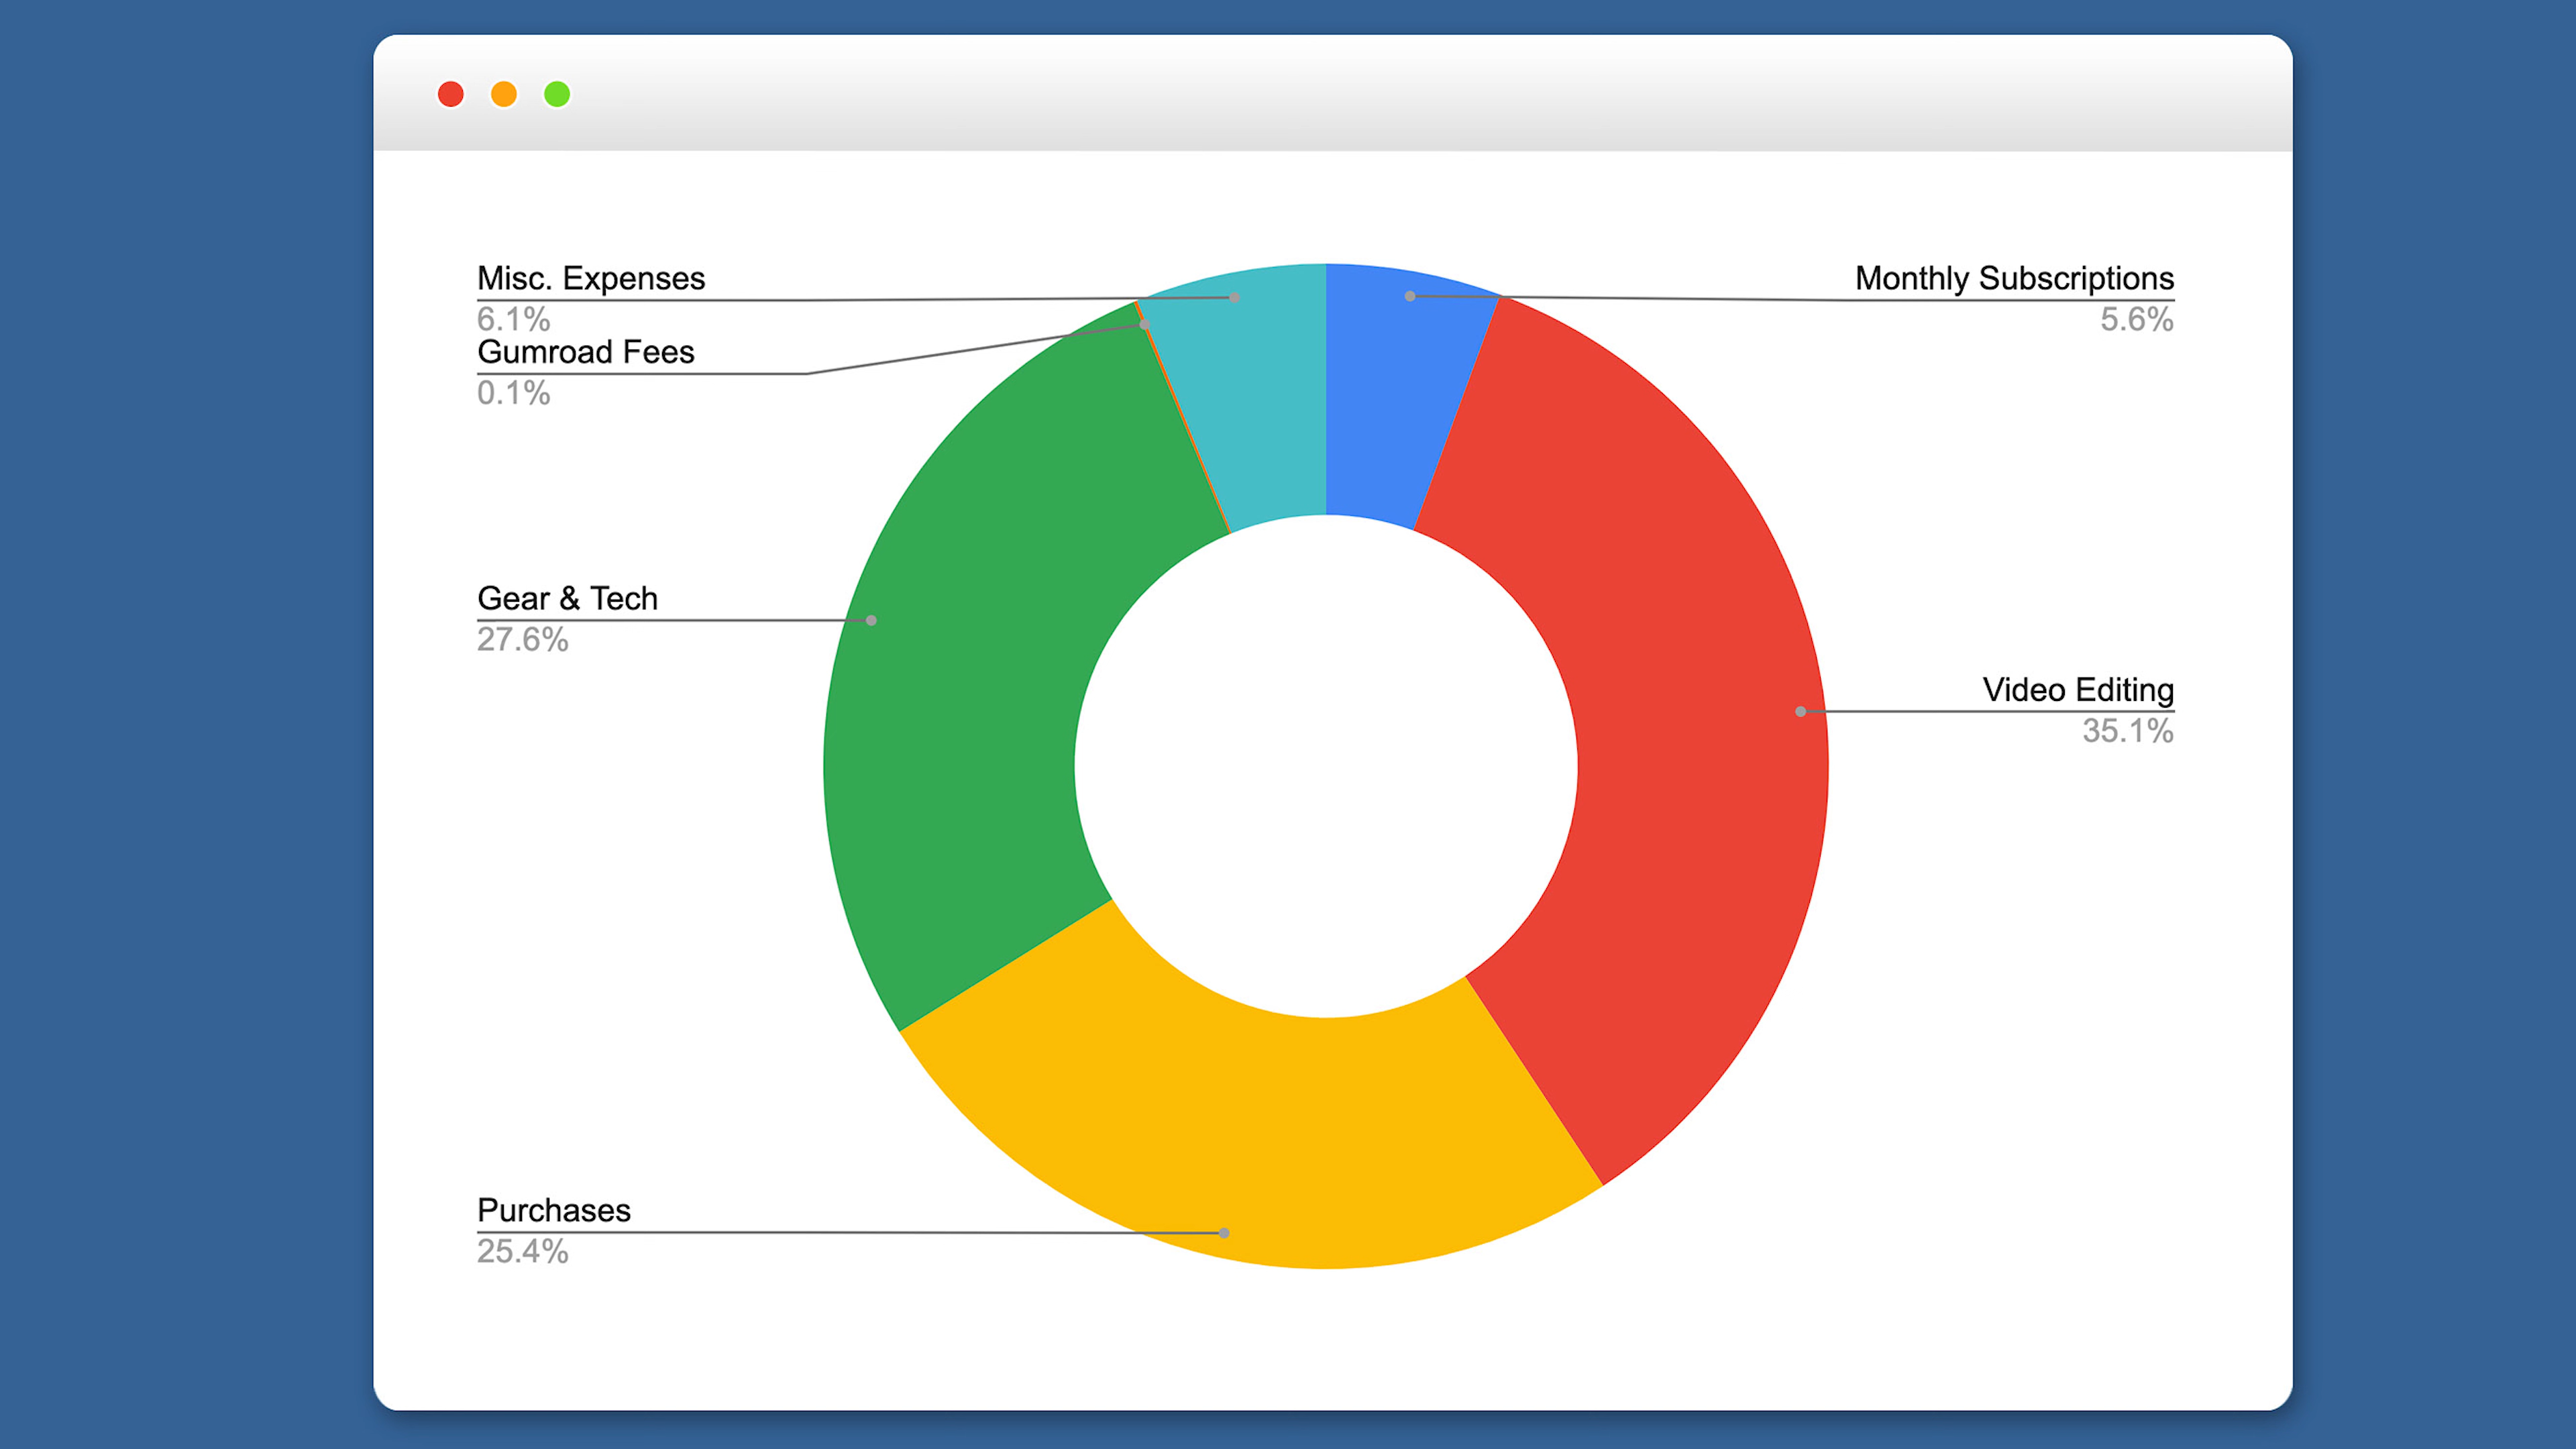 Misc. Expenses
6.1%
Gumroad Fees
0.1%
Gear & Tech
27.6%
Purchases
25.4%
Monthly Subscriptions
5.6%
Video Editing
35.1%